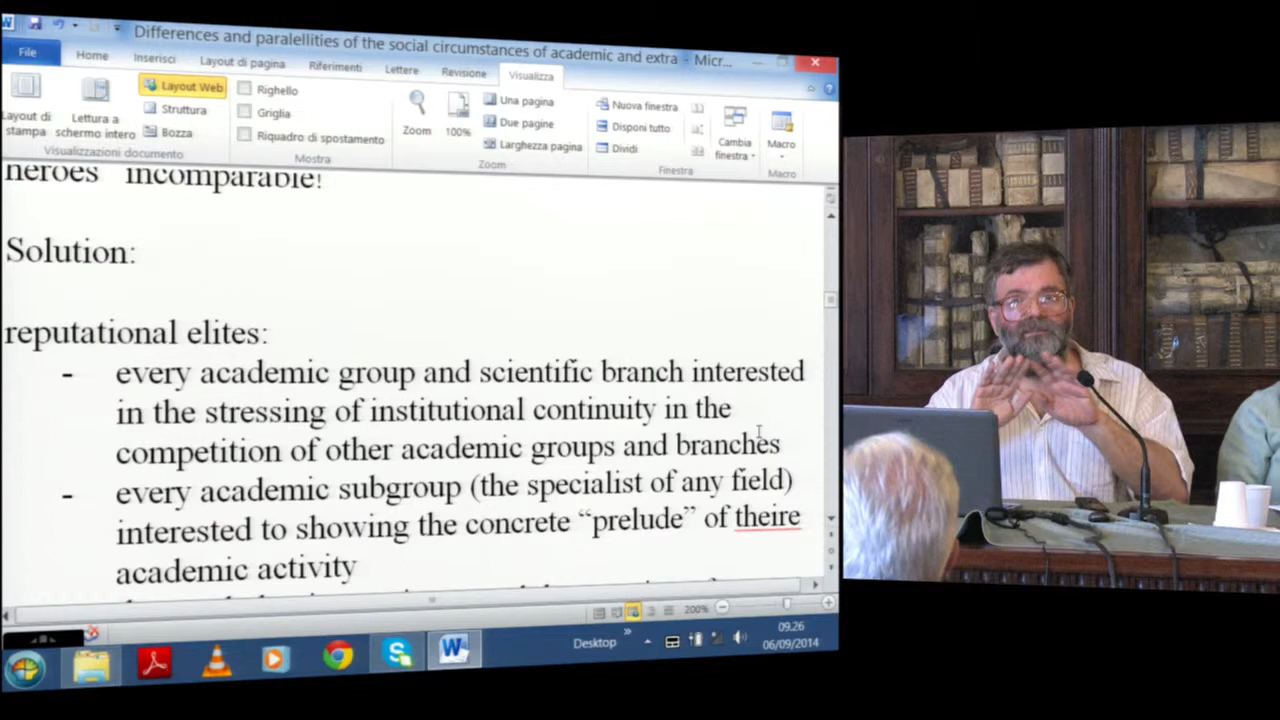 Differences and paralellities of the social circumstances of academic and extra - Micr...
File Home Inserisci Layout di pagina Riferimenti Lettere Revisione Visualizza
Layout di stampa
Lettura a schermo intero
Layout Web
Struttura
Bozza
Visualizzazioni documento
Righello
Griglia
Riquadro di spostamento
Mostra
Zoom
100%
Una pagina
Due pagine
Larghezza pagina
Zoom
Nuova finestra
Disponi tutto
Dividi
Cambia finestra
Finestra
Macro
Macro
heroes incomparable!
Solution:
reputational elites:
- every academic group and scientific branch interested
in the stressing of institutional continuity in the
competition of other academic groups and branches
- every academic subgroup (the specialist of any field)
interested to showing the concrete “prelude” of theire
academic activity
200%
Desktop
09.26
06/09/2014